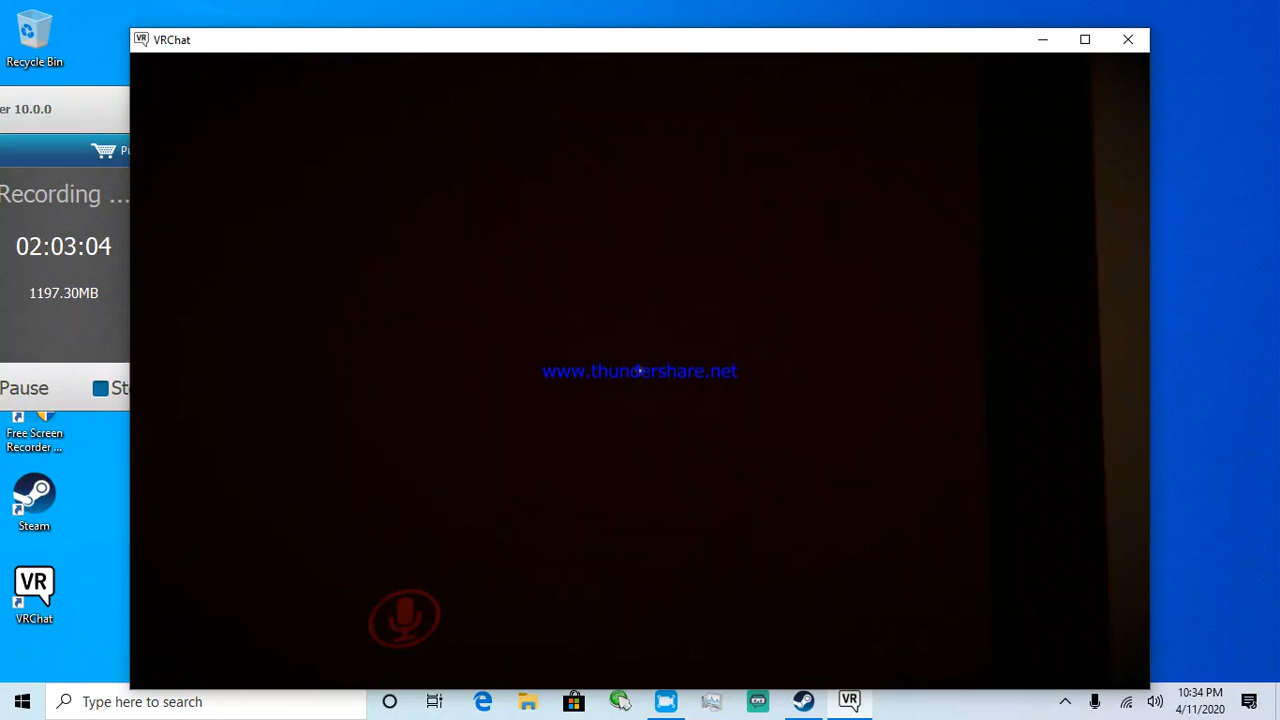 Recycle Bin
VRChat
er 10.0.0
Recording ...
02:03:04
1197.30MB
Pause
Free Screen
Recorder ...
Steam
VR
VRChat
www.thundershare.net
Type here to search
VR
10:34 PM
4/11/2020